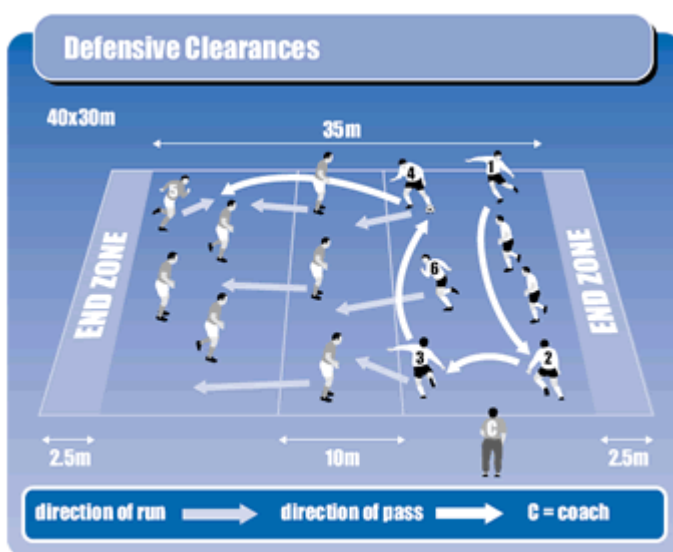 Defensive Clearances
40x30m
35m
5
4
1
6
3
2
END ZONE
END ZONE
C
2.5m
10m
2.5m
direction of run
direction of pass
C = coach